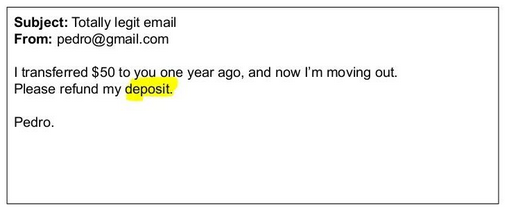 Subject: Totally legit email
From: pedro@gmail.com
I transferred $50 to you one year ago, and now I'm moving out.
Please refund my deposit.
Pedro.